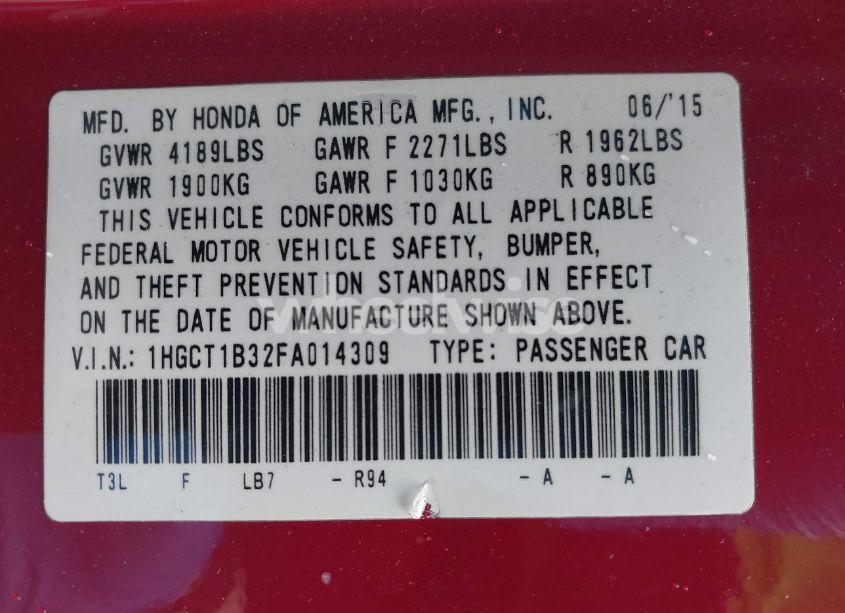 MFD. BY HONDA OF AMERICA MFG., INC. 06/'15
GVWR 4189LBS GAWR F 2271LBS R 1962LBS
GVWR 1900KG GAWR F 1030KG R 890KG
THIS VEHICLE CONFORMS TO ALL APPLICABLE
FEDERAL MOTOR VEHICLE SAFETY, BUMPER,
AND THEFT PREVENTION STANDARDS IN EFFECT
ON THE DATE OF MANUFACTURE SHOWN ABOVE.
V.I.N.: 1HGCT1B32FA014309 TYPE: PASSENGER CAR
T3L F LB7 - R94 - A - A